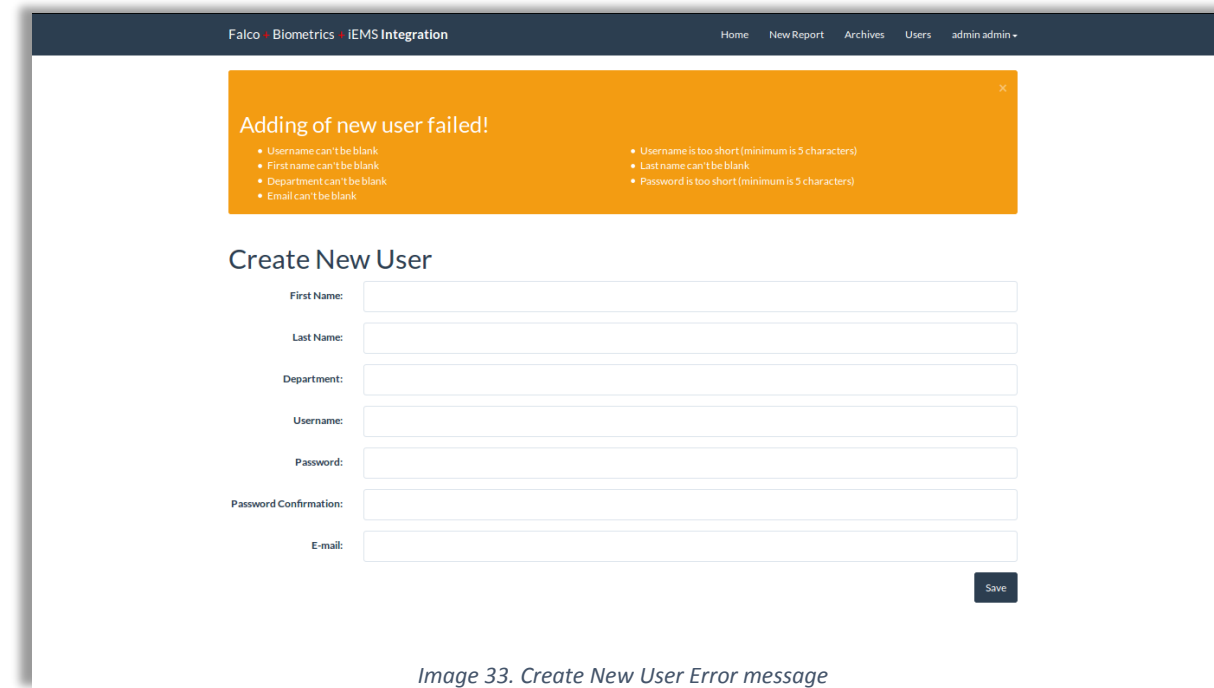 Falco + Biometrics + iEMS Integration
Home New Report Archives Users admin admin
x
Adding of new user failed!
• Username can't be blank
• First name can't be blank
• Department can't be blank
• Email can't be blank
• Username is too short (minimum is 5 characters)
• Last name can't be blank
• Password is too short (minimum is 5 characters)
Create New User
First Name:
Last Name:
Department:
Username:
Password:
Password Confirmation:
E-mail:
Save
Image 33. Create New User Error message